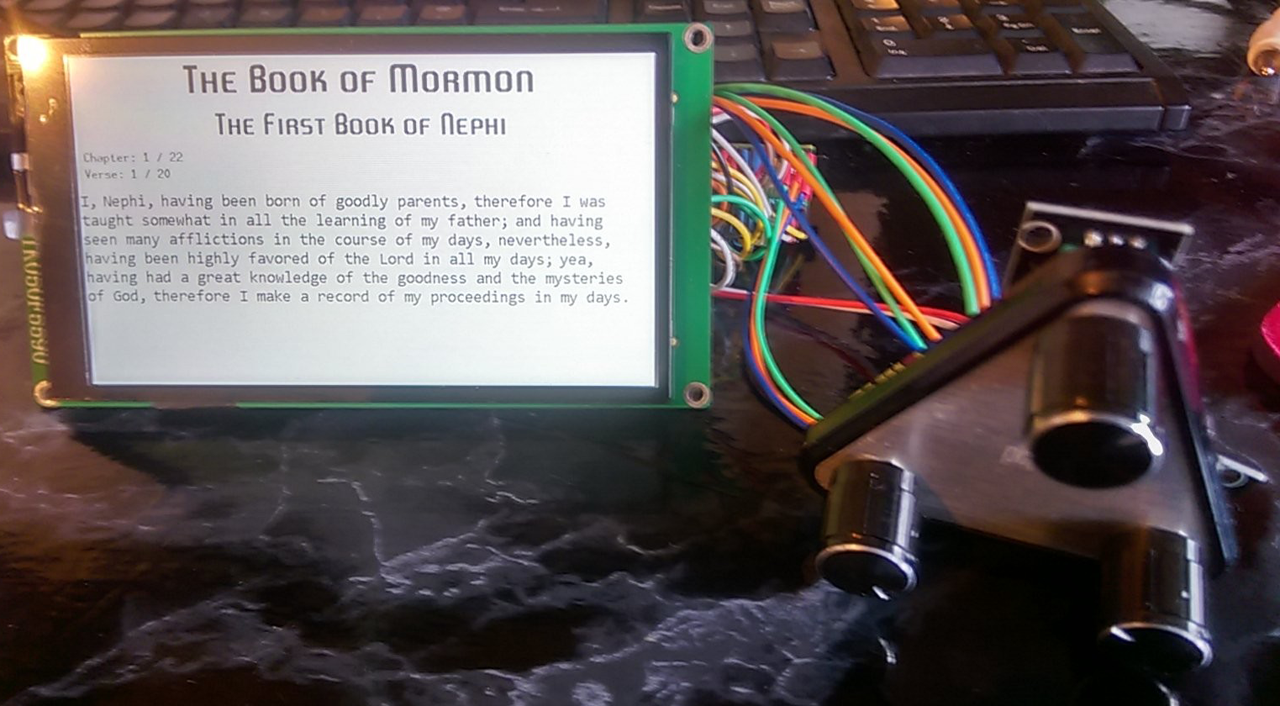 The Book of Mormon
The First Book of Nephi
Chapter: 1 / 22
Verse: 1 / 20
I, Nephi, having been born of goodly parents, therefore I was
taught somewhat in all the learning of my father; and having
seen many afflictions in the course of my days, nevertheless,
having been highly favored of the Lord in all my days; yea,
having had a great knowledge of the goodness and the mysteries
of God, therefore I make a record of my proceedings in my days.